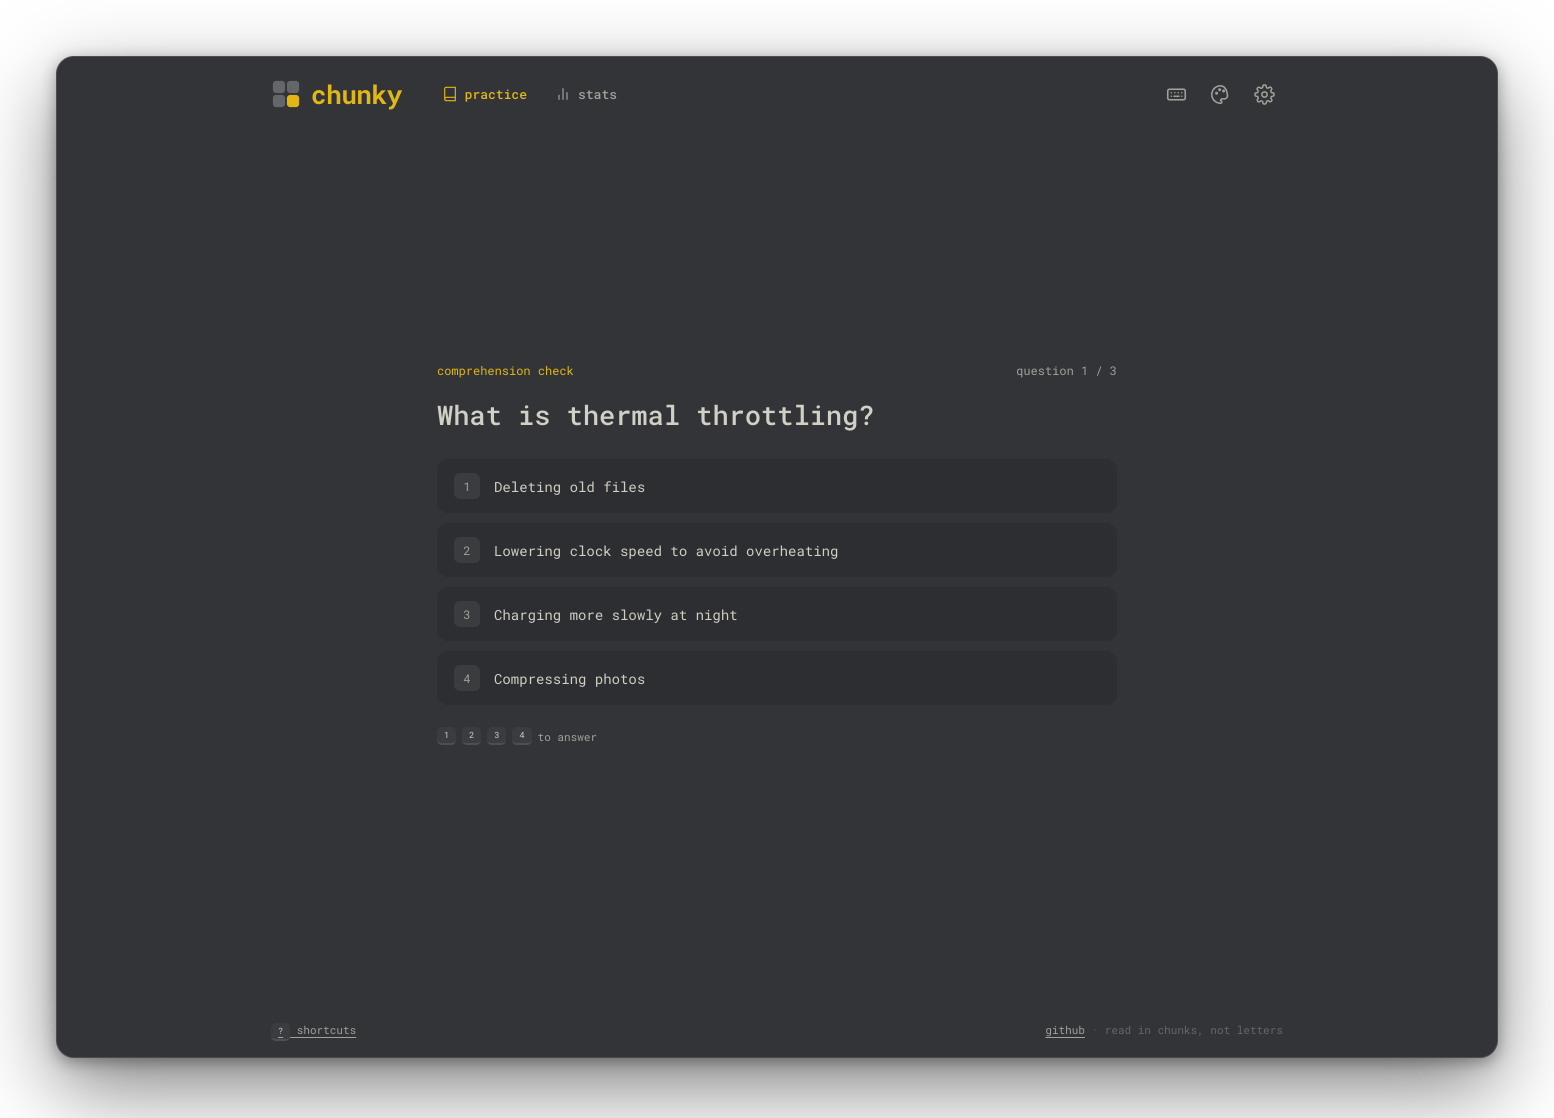 chunky practice stats
comprehension check question 1 / 3
What is thermal throttling?
1 Deleting old files
2 Lowering clock speed to avoid overheating
3 Charging more slowly at night
4 Compressing photos
1 2 3 4 to answer
? shortcuts github · read in chunks, not letters